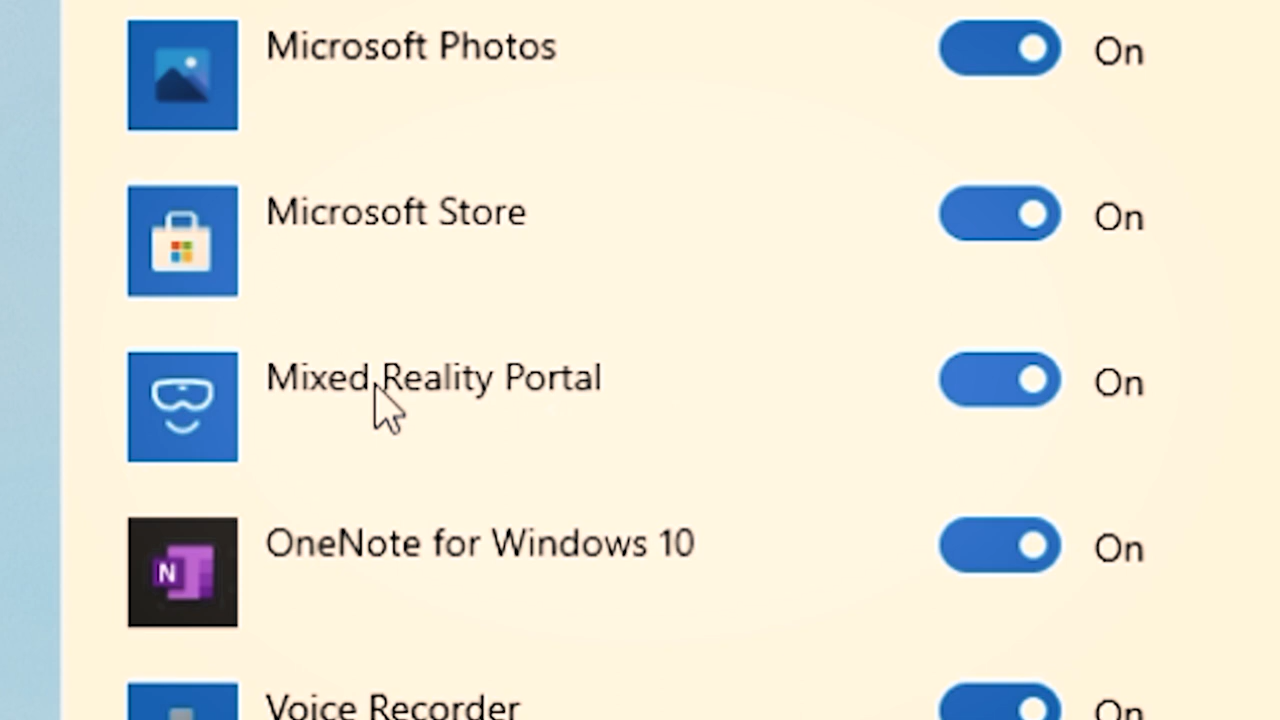 Microsoft Photos On
Microsoft Store On
Mixed Reality Portal On
OneNote for Windows 10 On
N
Voice Recorder On